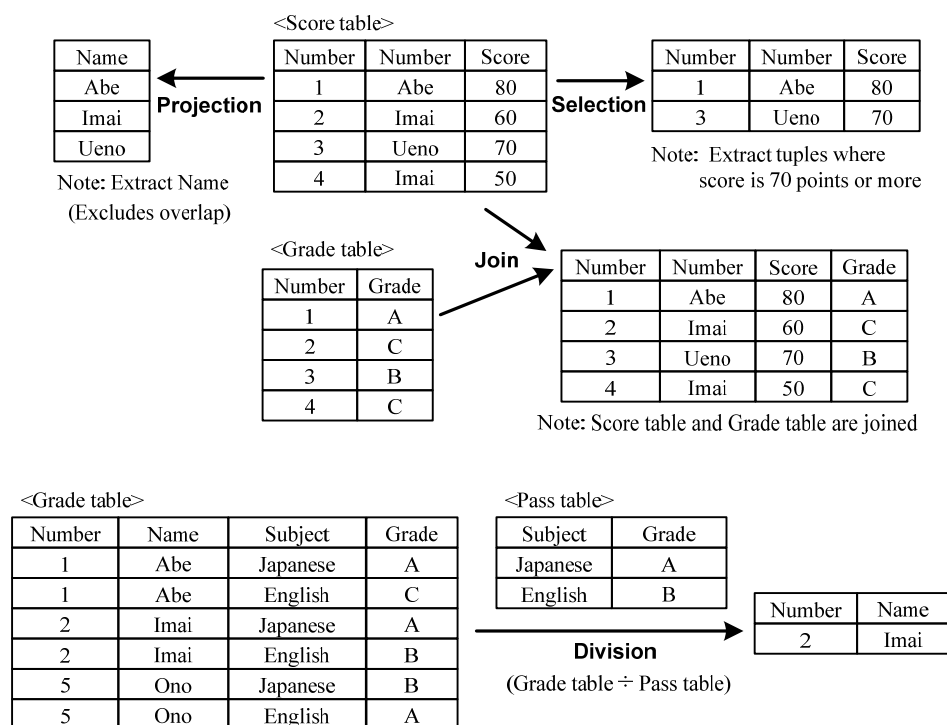 <Score table>
Name
Abe
Imai
Ueno
Projection
Note: Extract Name
(Excludes overlap)
Number Number Score
1 Abe 80
2 Imai 60
3 Ueno 70
4 Imai 50
Selection
Number Number Score
1 Abe 80
3 Ueno 70
Note: Extract tuples where
score is 70 points or more
<Grade table>
Number Grade
1 A
2 C
3 B
4 C
Join
Number Number Score Grade
1 Abe 80 A
2 Imai 60 C
3 Ueno 70 B
4 Imai 50 C
Note: Score table and Grade table are joined
<Grade table>
Number Name Subject Grade
1 Abe Japanese A
1 Abe English C
2 Imai Japanese A
2 Imai English B
5 Ono Japanese B
5 Ono English A
<Pass table>
Subject Grade
Japanese A
English B
Division
(Grade table ÷ Pass table)
Number Name
2 Imai